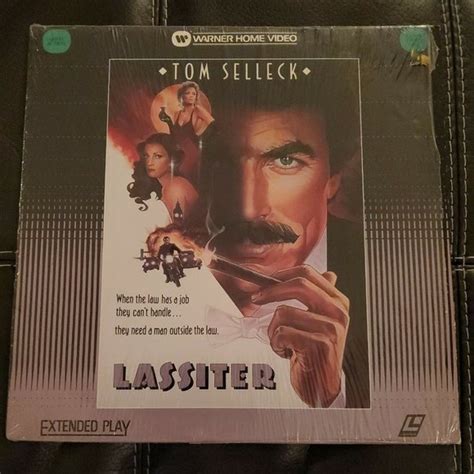 WARNER HOME VIDEO
TOM SELLECK
When the law has a job
they can't handle...
they need a man outside the law.
LASSITER
EXTENDED PLAY